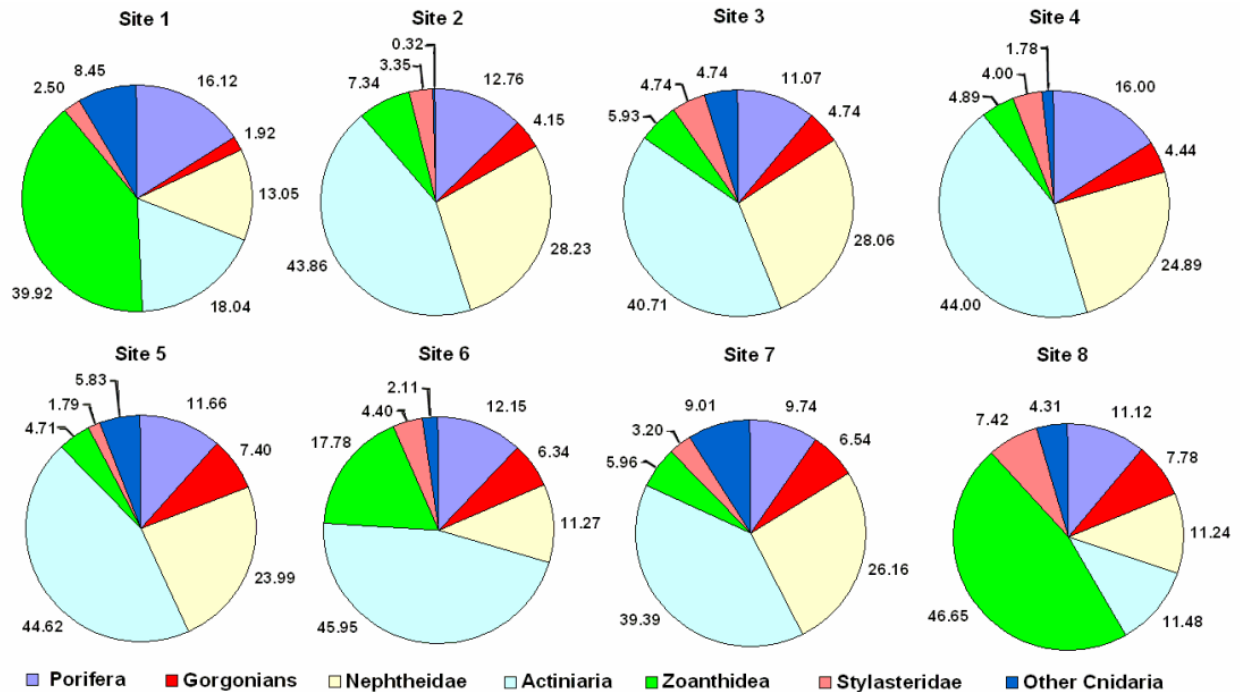 Site 1 Site 2 Site 3 Site 4
2.50 8.45 16.12 1.92 13.05 18.04 39.92
7.34 3.35 0.32 12.76 4.15 28.23 43.86
5.93 4.74 4.74 11.07 4.74 28.06 40.71
4.89 4.00 1.78 16.00 4.44 24.89 44.00
Site 5 Site 6 Site 7 Site 8
4.71 1.79 5.83 11.66 7.40 23.99 44.62
17.78 4.40 2.11 12.15 6.34 11.27 45.95
5.96 3.20 9.01 9.74 6.54 26.16 39.39
7.42 4.31 11.12 7.78 11.24 11.48 46.65
Porifera Gorgonians Nephtheidae Actiniaria Zoanthidea Stylasteridae Other Cnidaria